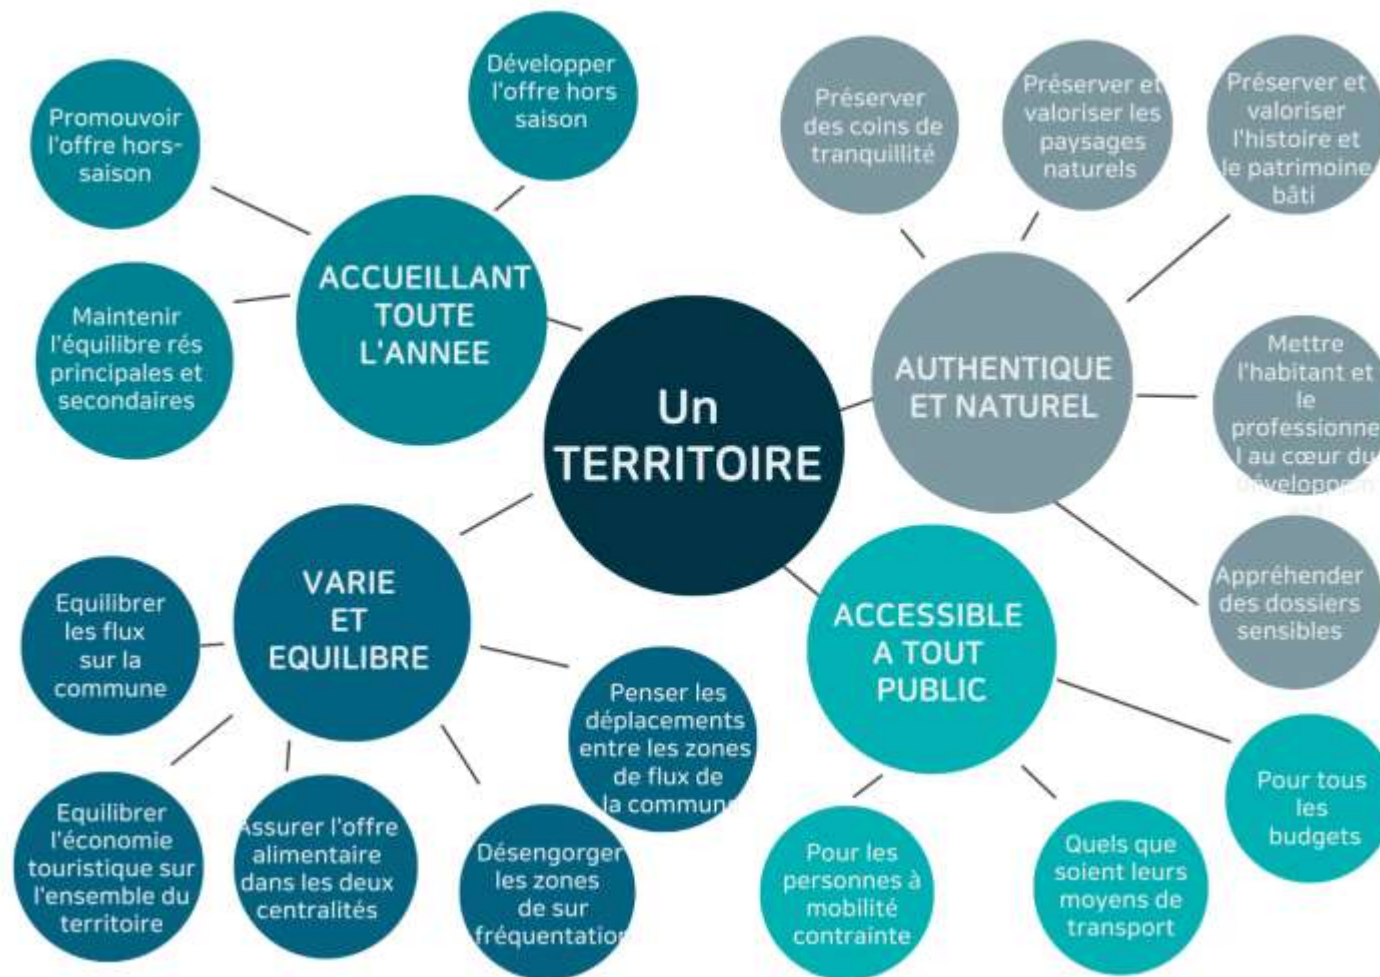 Promouvoir
l'offre hors-
saison
Développer
l'offre hors
saison
Maintenir
l'équilibre rés
principales et
secondaires
ACCUEILLANT
TOUTE
L'ANNEE
Un
TERRITOIRE
Préserver
des coins de
tranquillité
Préserver et
valoriser les
paysages
naturels
Préserver et
valoriser
l'histoire et
le patrimoine
bâti
AUTHENTIQUE
ET NATUREL
Mettre
l'habitant et
le
professionne
l au cœur du
développem
Appréhender
des dossiers
sensibles
VARIE
ET
EQUILIBRE
Equilibrer
les flux
sur la
commune
Equilibrer
l'économie
touristique sur
l'ensemble du
territoire
Assurer l'offre
alimentaire
dans les deux
centralités
Désengorger
les zones
de sur
fréquentation
Penser les
déplacements
entre les zones
de flux de
la commune
ACCESSIBLE
A TOUT
PUBLIC
Pour les
personnes à
mobilité
contrainte
Quels que
soient leurs
moyens de
transport
Pour tous
les
budgets